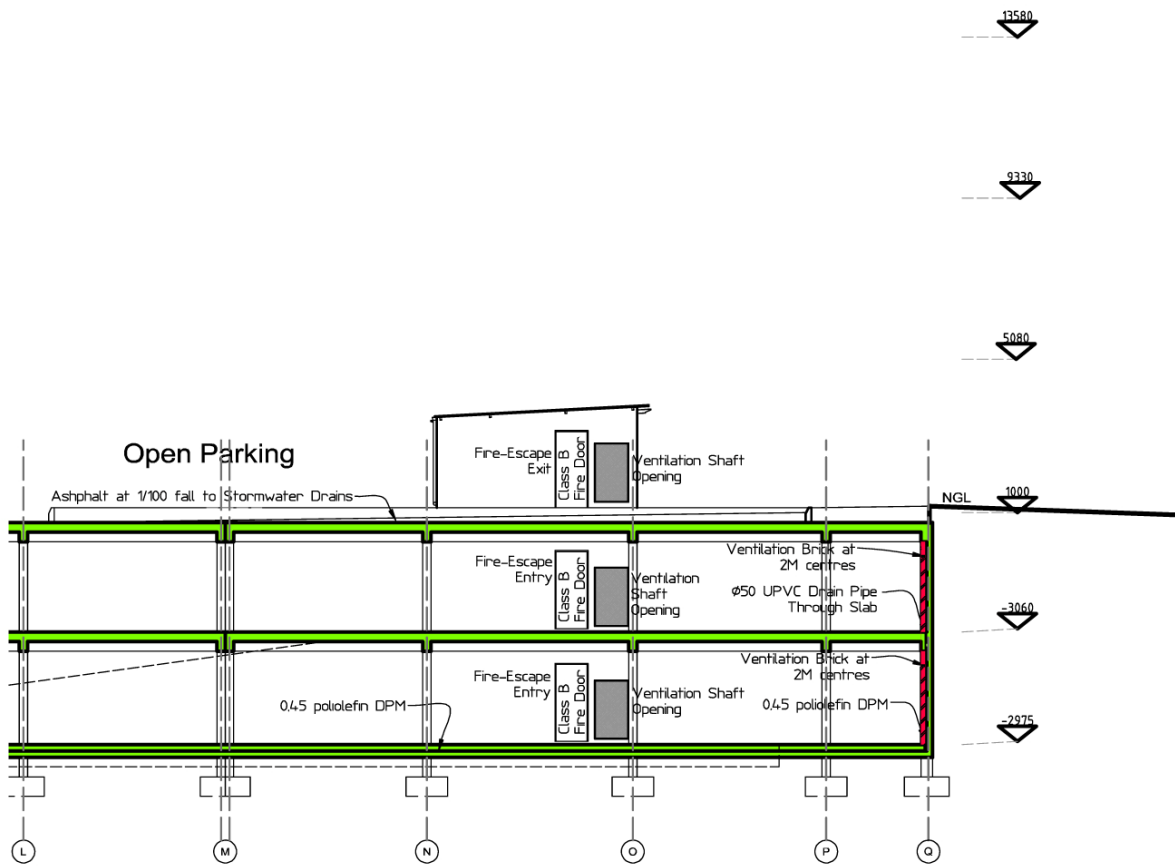 13580
9330
5080
Open Parking
Fire-Escape
Exit
Class B
Fire Door
Ventilation Shaft
Opening
Ashphalt at 1/100 fall to Stormwater Drains
NGL
1000
Fire-Escape
Entry
Class B
Fire Door
Ventilation
Shaft
Opening
Ventilation Brick at
2M centres
Ø50 UPVC Drain Pipe
Through Slab
-3060
Fire-Escape
Entry
Class B
Fire Door
Ventilation Shaft
Opening
Ventilation Brick at
2M centres
0.45 poliolefin DPM
0.45 poliolefin DPM
-2975
L
M
N
O
P
Q